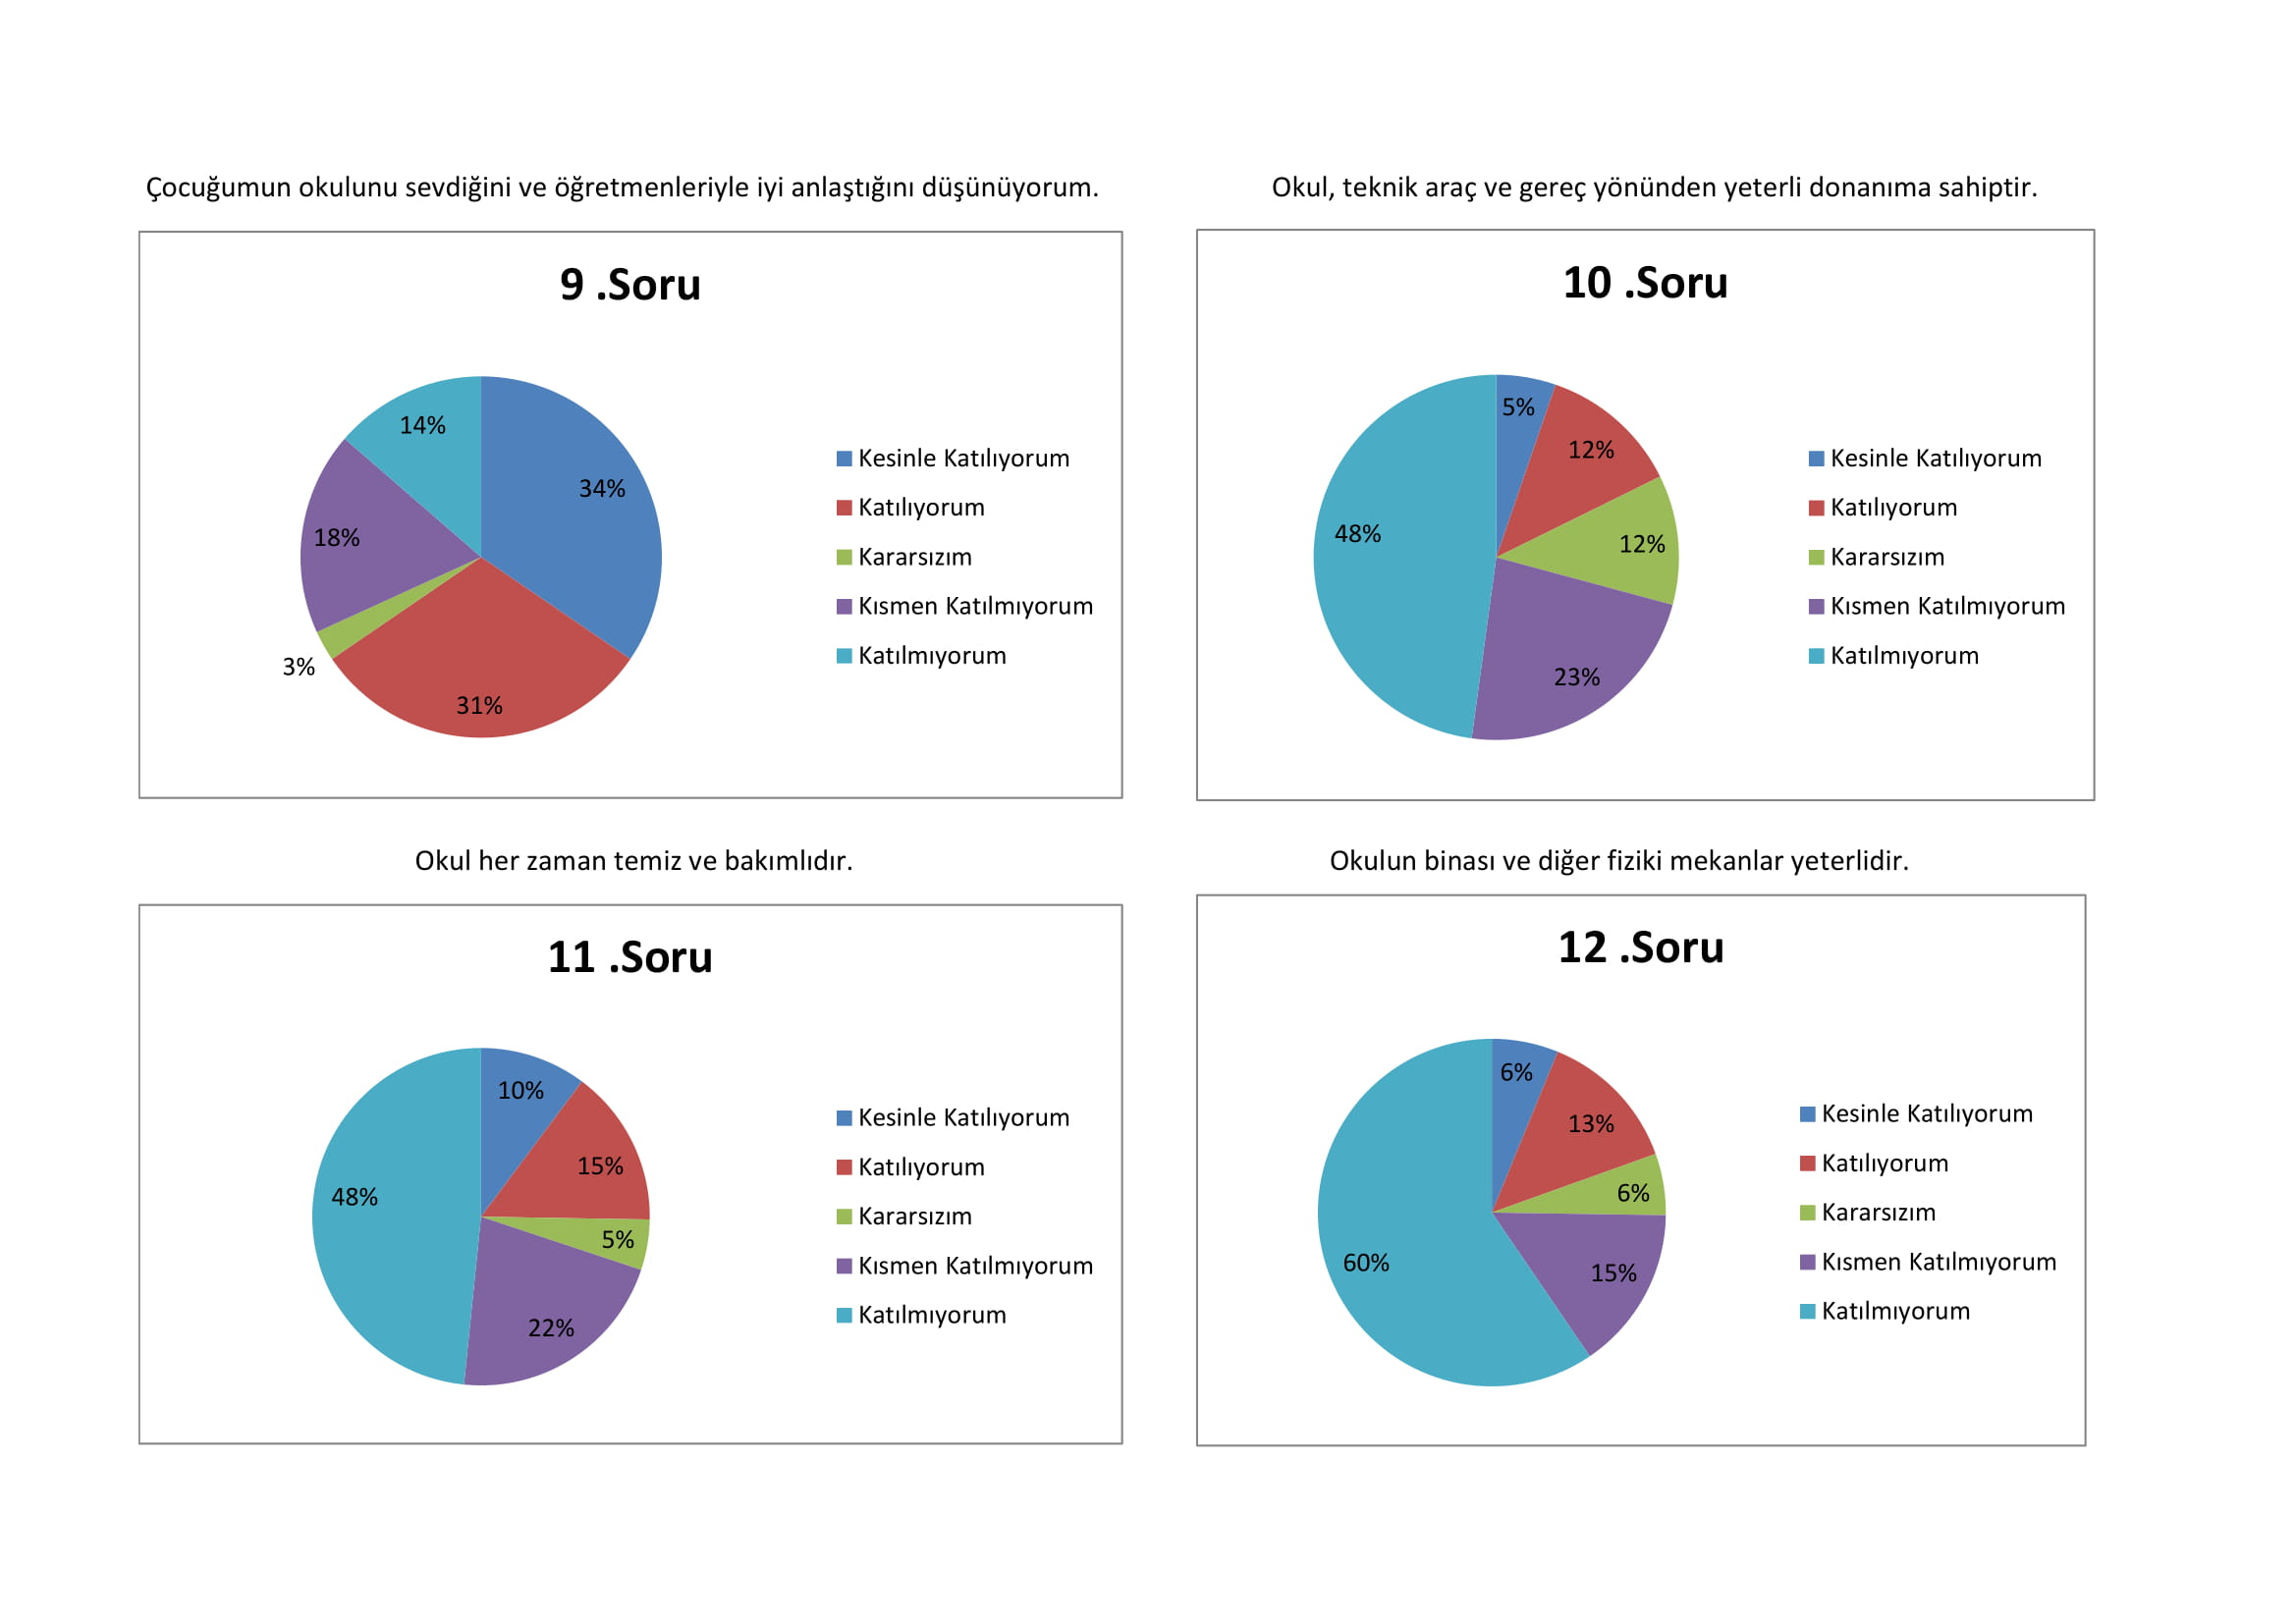 Çocuğumun okulunu sevdiğini ve öğretmenleriyle iyi anlaştığını düşünüyorum.
9 .Soru
14%
34%
18%
3%
31%
Kesinle Katılıyorum
Katılıyorum
Kararsızım
Kısmen Katılmıyorum
Katılmıyorum
Okul, teknik araç ve gereç yönünden yeterli donanıma sahiptir.
10 .Soru
5%
12%
48%
12%
23%
Kesinle Katılıyorum
Katılıyorum
Kararsızım
Kısmen Katılmıyorum
Katılmıyorum
Okul her zaman temiz ve bakımlıdır.
11 .Soru
10%
15%
48%
5%
22%
Kesinle Katılıyorum
Katılıyorum
Kararsızım
Kısmen Katılmıyorum
Katılmıyorum
Okulun binası ve diğer fiziki mekanlar yeterlidir.
12 .Soru
6%
13%
6%
60%
15%
Kesinle Katılıyorum
Katılıyorum
Kararsızım
Kısmen Katılmıyorum
Katılmıyorum